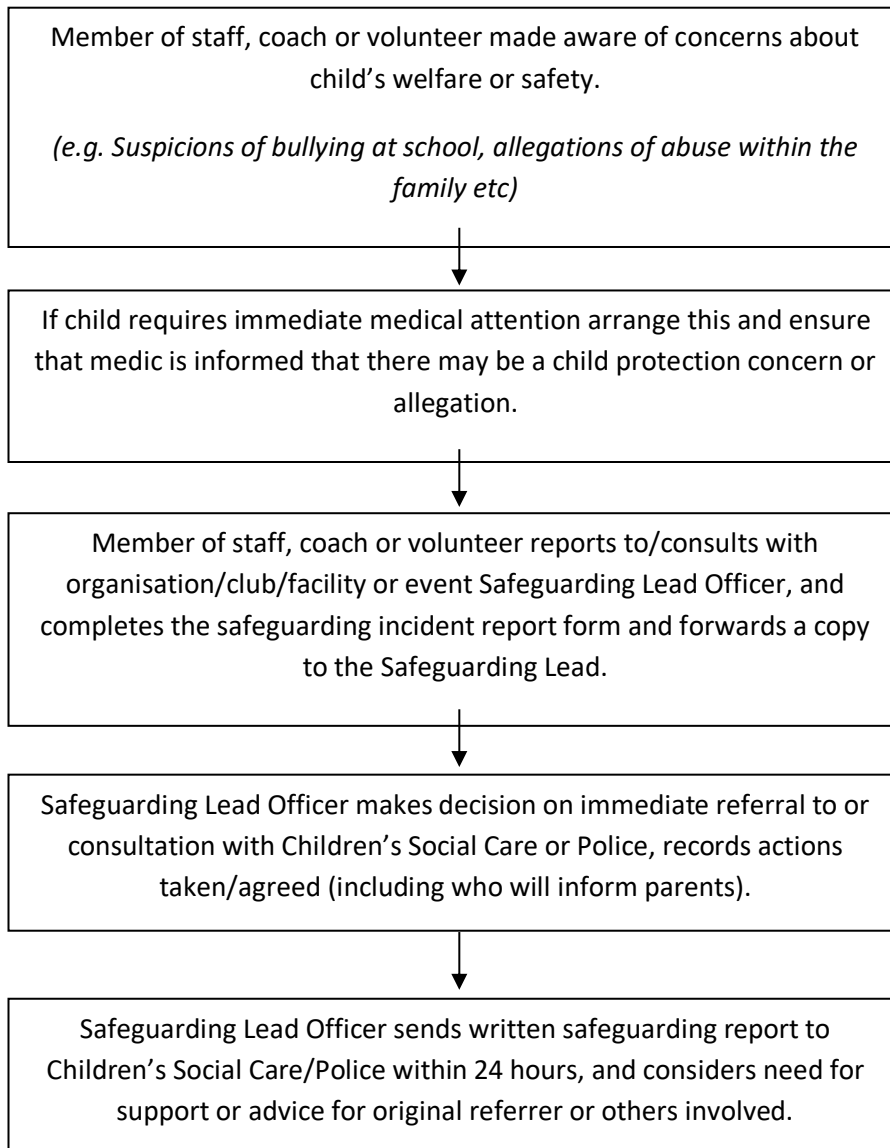 Member of staff, coach or volunteer made aware of concerns about
child’s welfare or safety.
(e.g. Suspicions of bullying at school, allegations of abuse within the
family etc)
If child requires immediate medical attention arrange this and ensure
that medic is informed that there may be a child protection concern or
allegation.
Member of staff, coach or volunteer reports to/consults with
organisation/club/facility or event Safeguarding Lead Officer, and
completes the safeguarding incident report form and forwards a copy
to the Safeguarding Lead.
Safeguarding Lead Officer makes decision on immediate referral to or
consultation with Children’s Social Care or Police, records actions
taken/agreed (including who will inform parents).
Safeguarding Lead Officer sends written safeguarding report to
Children’s Social Care/Police within 24 hours, and considers need for
support or advice for original referrer or others involved.